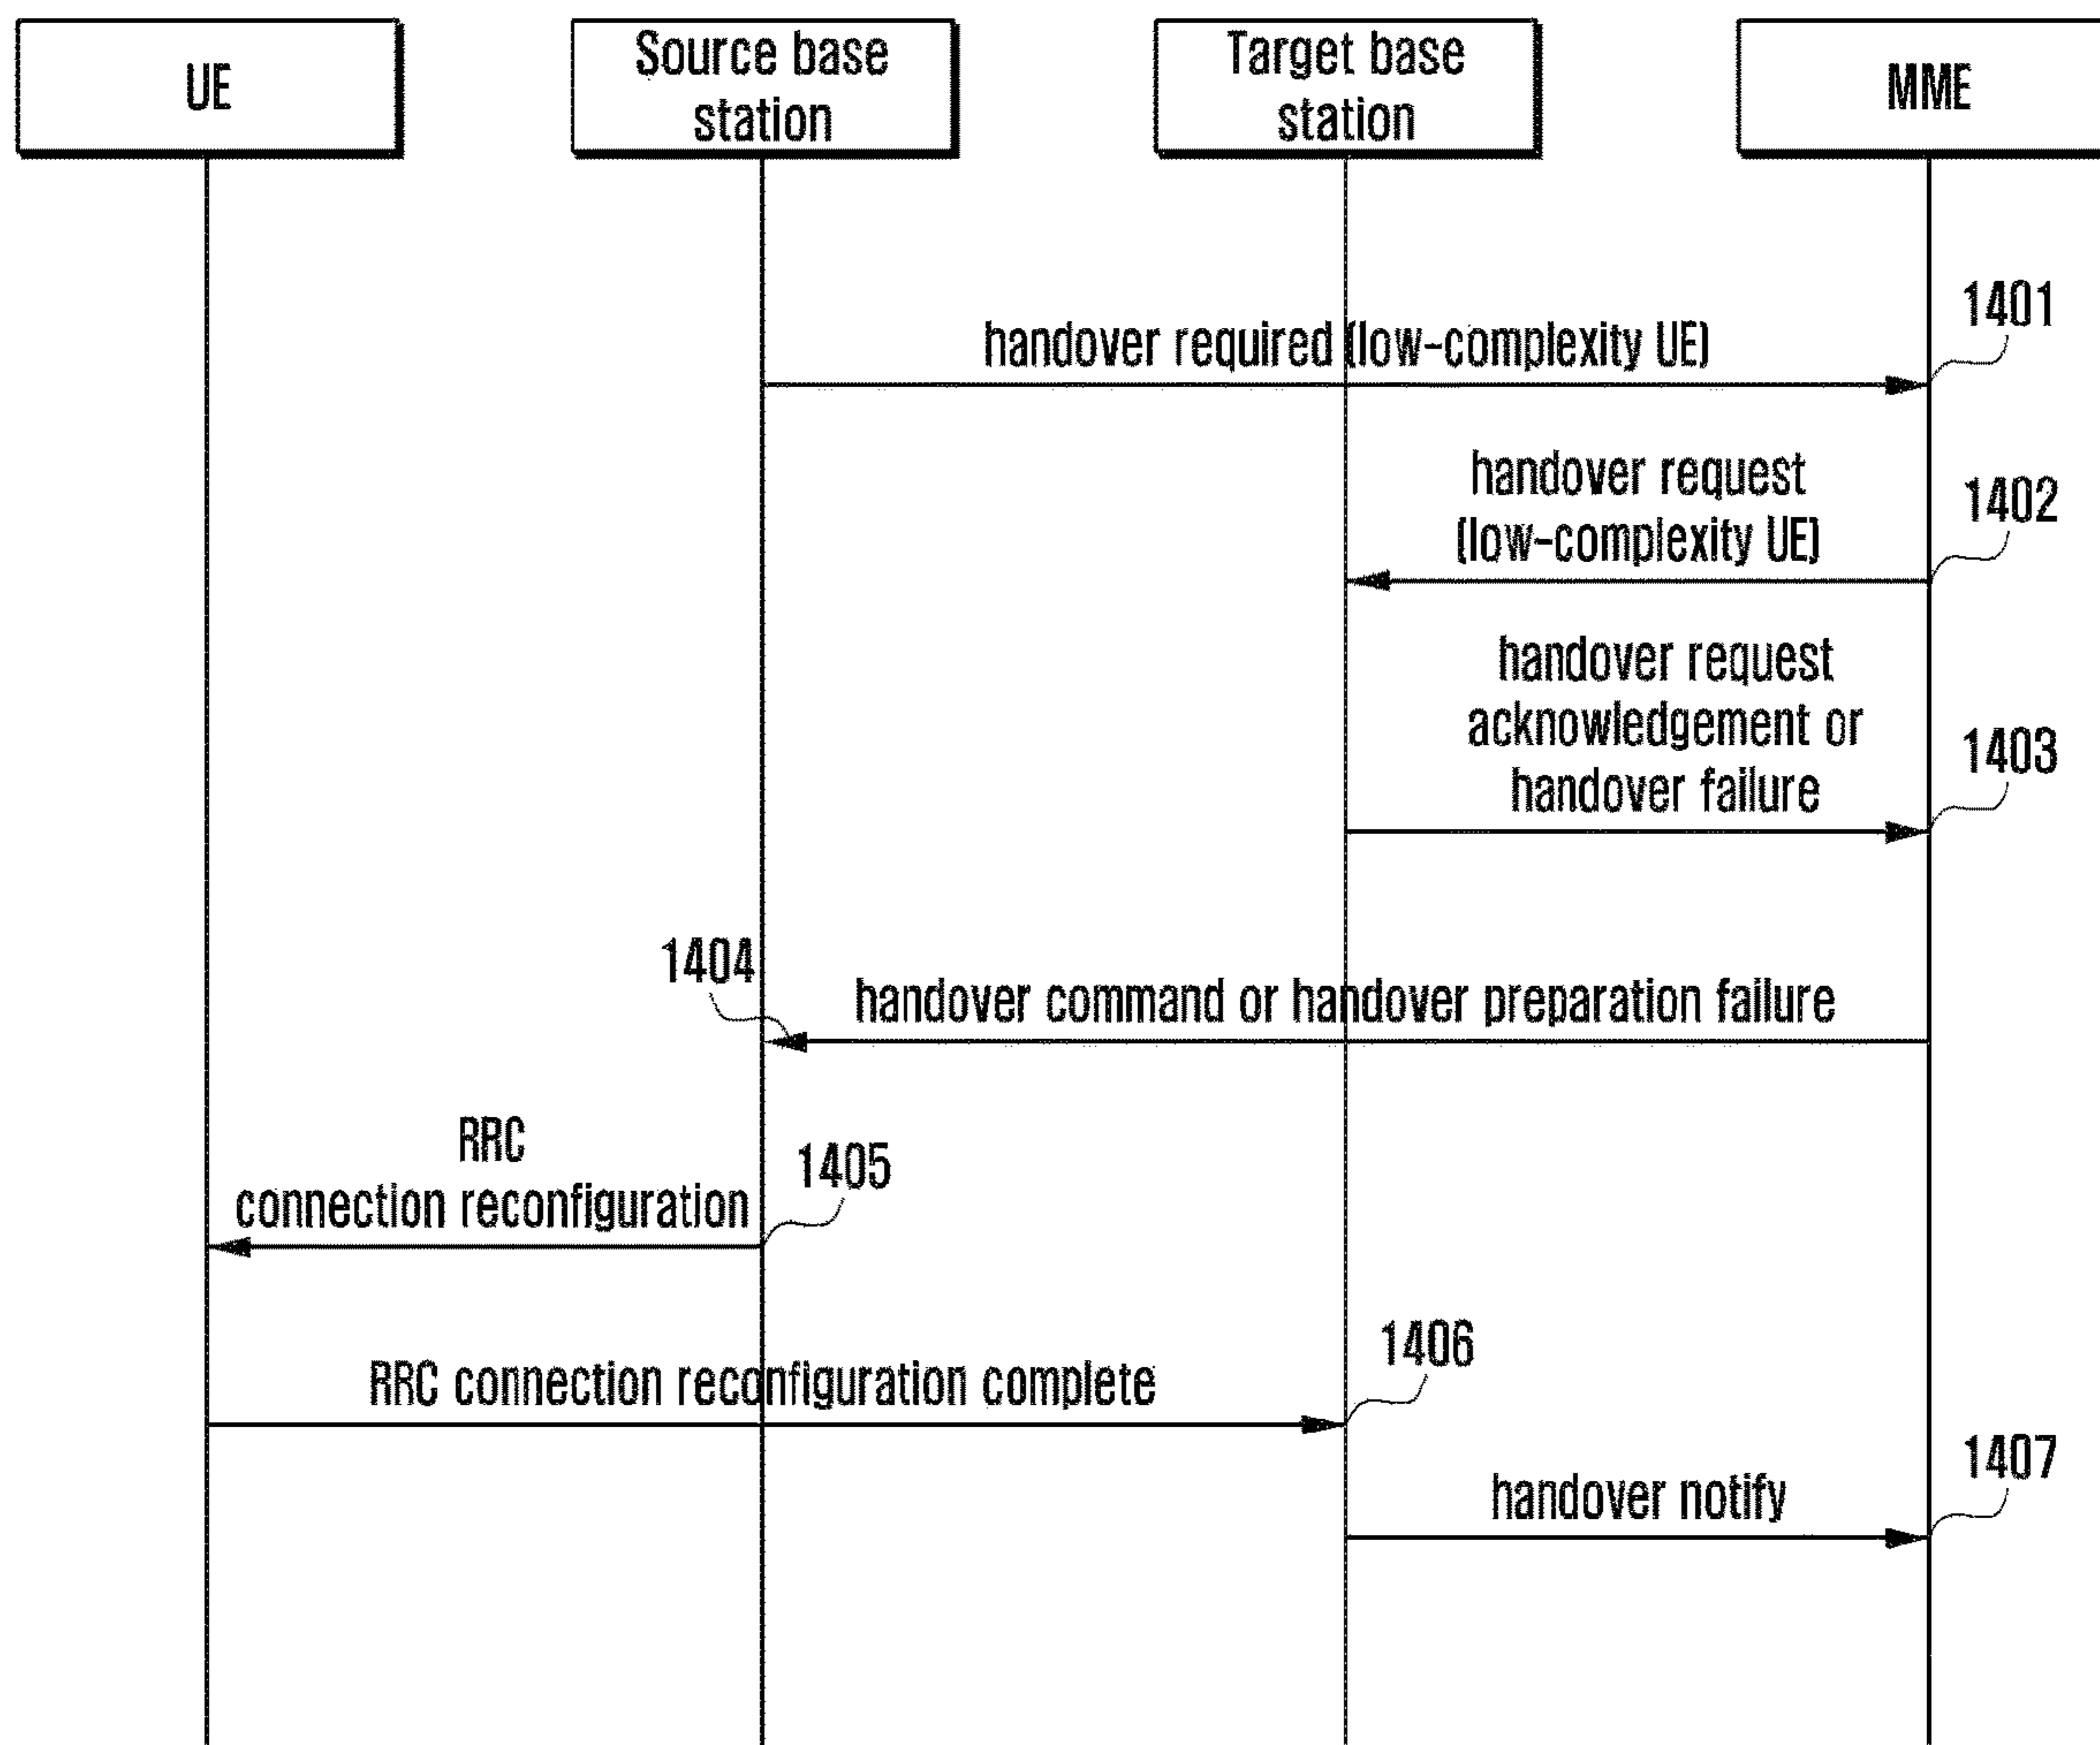 UE
Source base
station
Target base
station
MME
1401
handover required (low-complexity UE)
handover request
(low-complexity UE)
1402
handover request
acknowledgement or
handover failure
1403
1404
handover command or handover preparation failure
RRC
connection reconfiguration
1405
1406
RRC connection reconfiguration complete
1407
handover notify